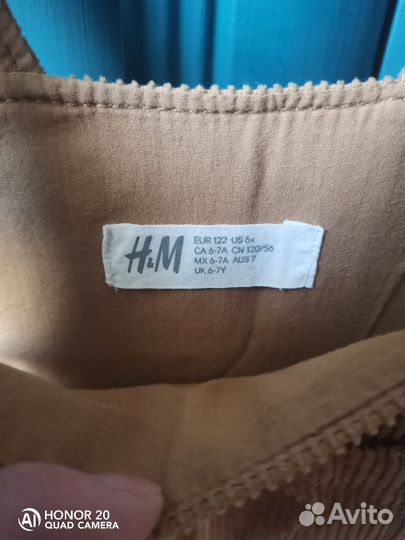 H&M
EUR 122 US 6x
CA 6-7A CN 120/56
MX 6-7A AUS 7
UK 6-7Y
AI HONOR 20
QUAD CAMERA
Avito